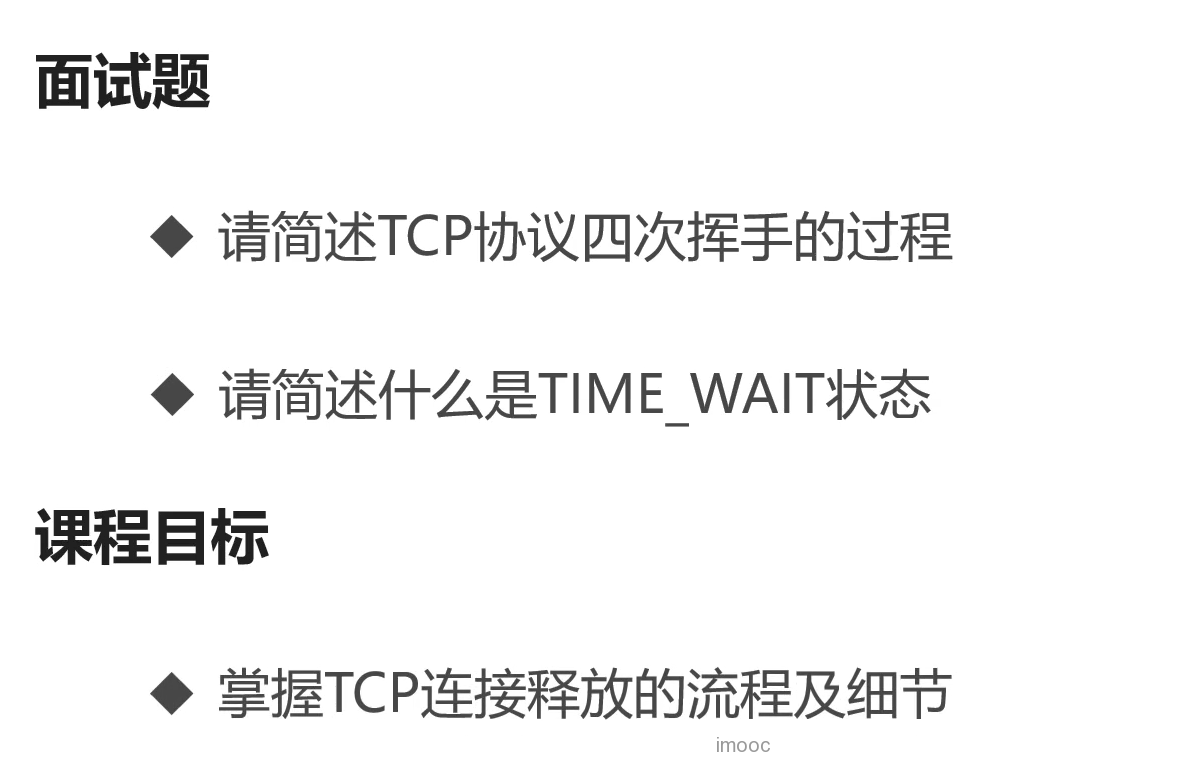 面试题
◆ 请简述TCP协议四次挥手的过程
◆ 请简述什么是TIME_WAIT状态
课程目标
◆ 掌握TCP连接释放的流程及细节
imooc